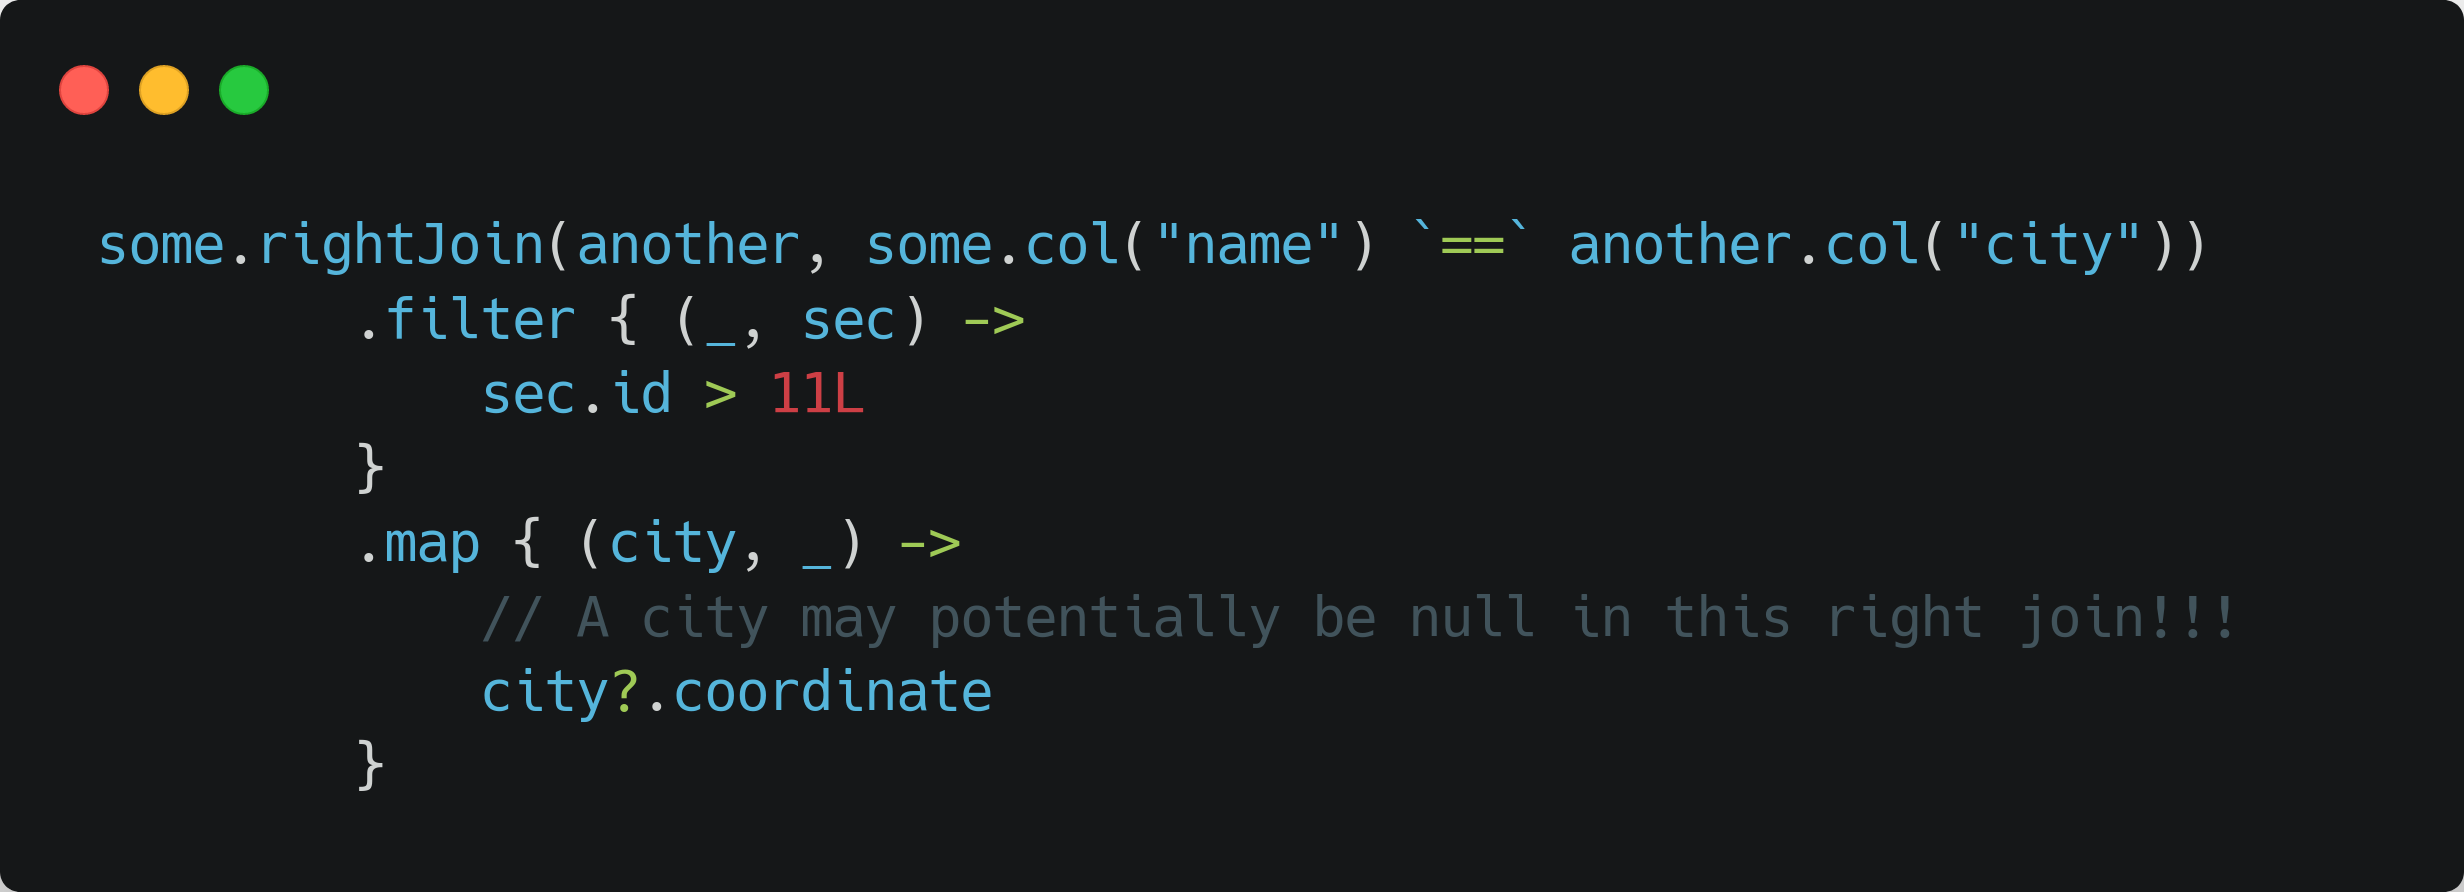 some.rightJoin(another, some.col("name") `==` another.col("city"))
        .filter { (_, sec) ->
            sec.id > 11L
        }
        .map { (city, _) ->
            // A city may potentially be null in this right join!!!
            city?.coordinate
        }